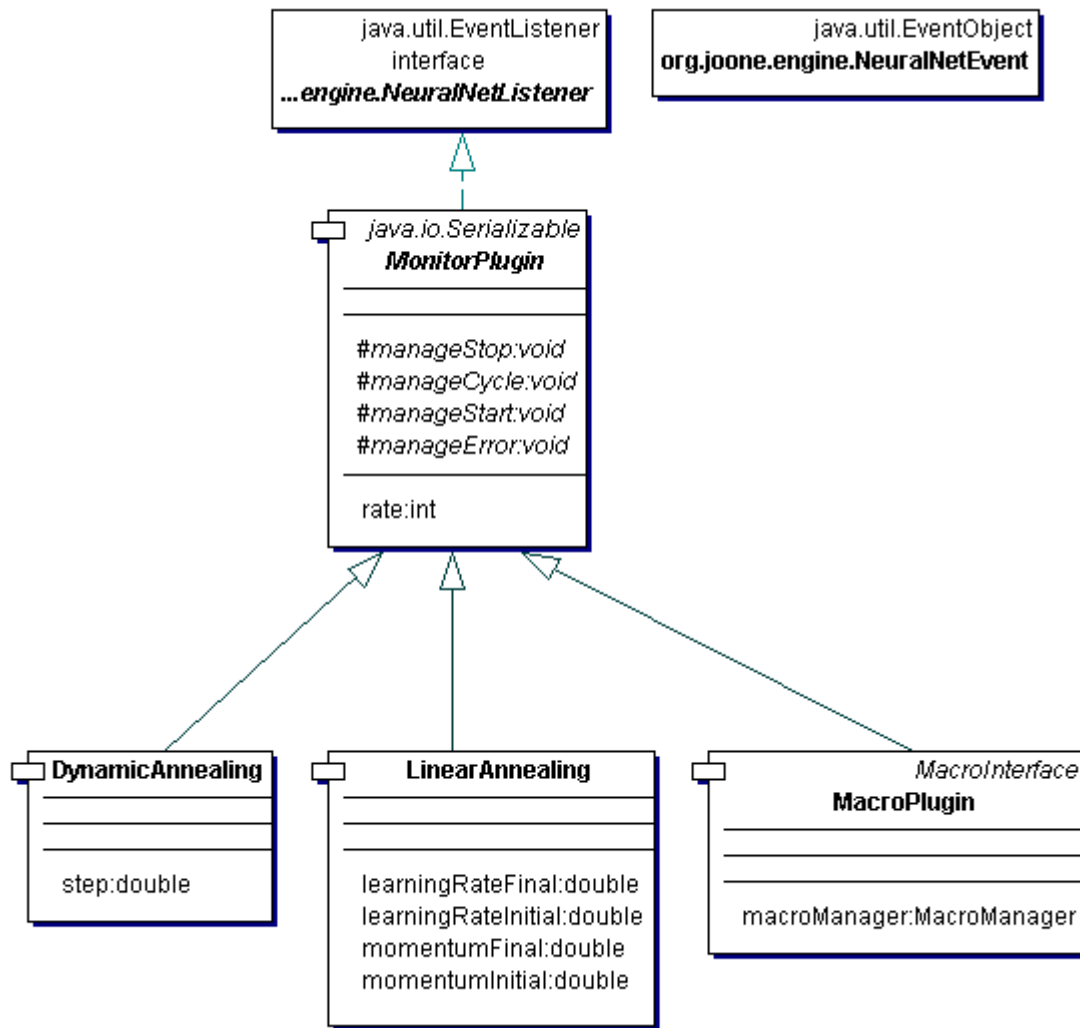 java.util.EventListener
interface
...engine.NeuralNetListener
java.util.EventObject
org.joone.engine.NeuralNetEvent
java.io.Serializable
MonitorPlugin
#manageStop:void
#manageCycle:void
#manageStart:void
#manageError:void
rate:int
DynamicAnnealing
step:double
LinearAnnealing
learningRateFinal:double
learningRateInitial:double
momentumFinal:double
momentumInitial:double
MacroInterface
MacroPlugin
macroManager:MacroManager